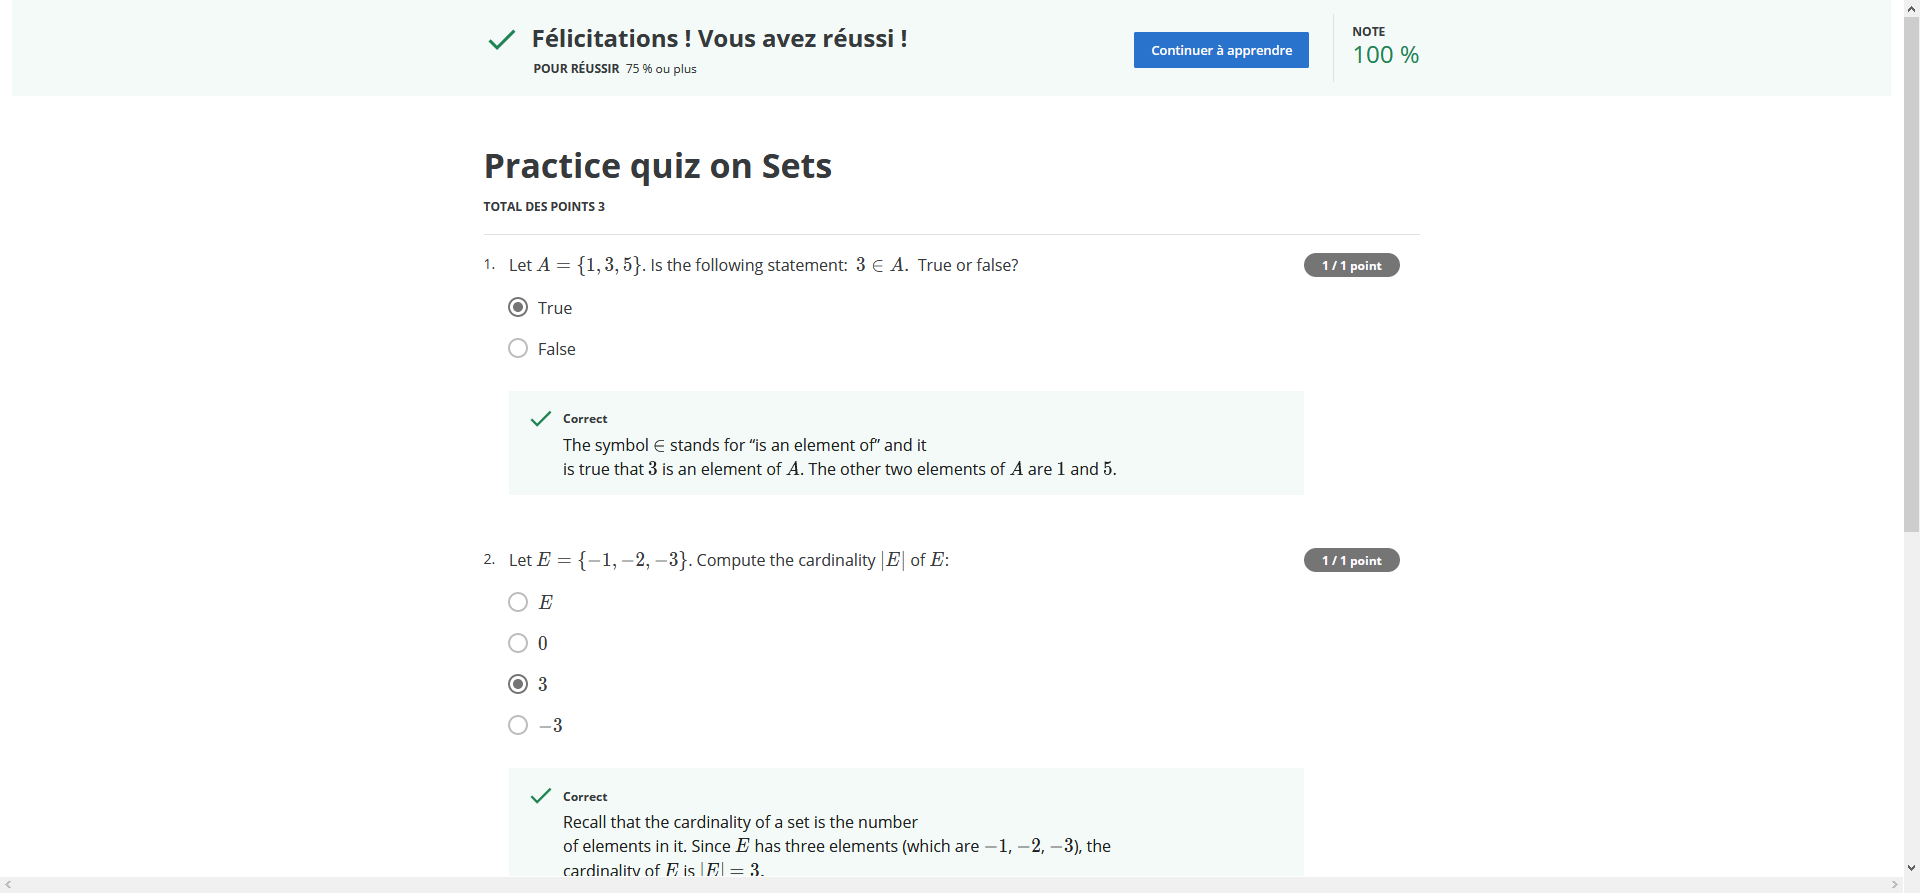 Félicitations ! Vous avez réussi !
POUR RÉUSSIR 75 % ou plus
Continuer à apprendre
NOTE
100 %
Practice quiz on Sets
TOTAL DES POINTS 3
1. Let A = {1, 3, 5}. Is the following statement: 3 ∈ A. True or false?
1 / 1 point
True
False
Correct
The symbol ∈ stands for “is an element of” and it
is true that 3 is an element of A. The other two elements of A are 1 and 5.
2. Let E = {−1, −2, −3}. Compute the cardinality |E| of E:
1 / 1 point
E
0
3
−3
Correct
Recall that the cardinality of a set is the number
of elements in it. Since E has three elements (which are −1, −2, −3), the
cardinality of E is |E| = 3.